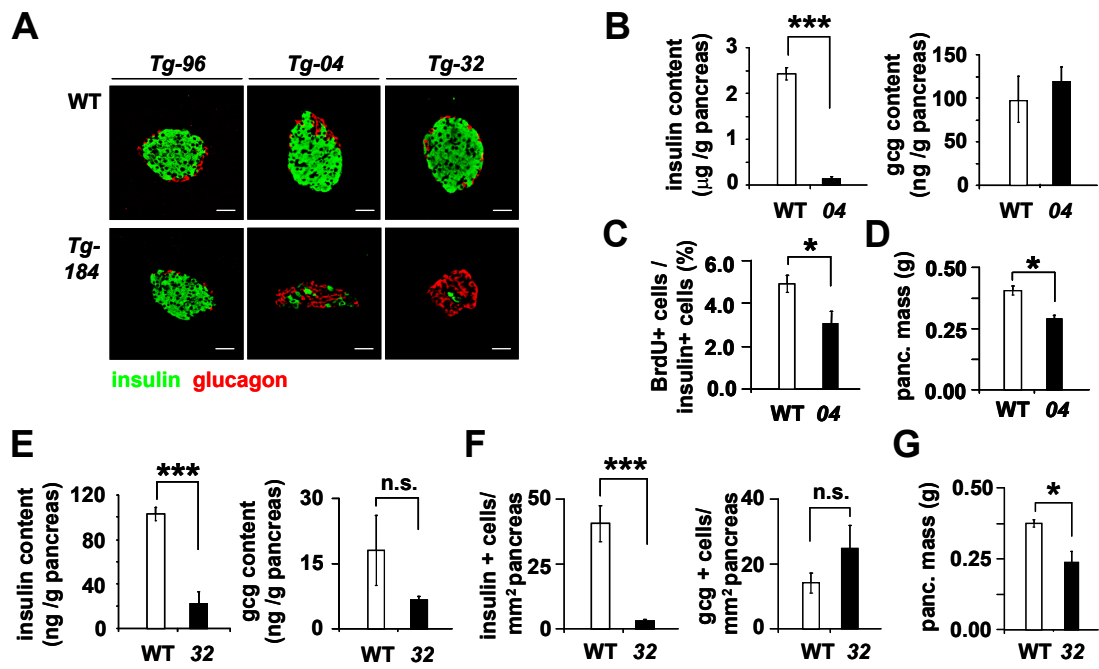 A
Tg-96 Tg-04 Tg-32
WT
Tg-
184
insulin glucagon
B
insulin content
(µg /g pancreas)
3
2
1
0
***
WT 04
gcg content
(ng /g pancreas)
150
100
50
0
WT 04
C
BrdU+ cells /
insulin+ cells (%)
6.0
4.0
2.0
0.0
*
WT 04
D
panc. mass (g)
0.50
0.25
0.00
*
WT 04
E
insulin content
(ng /g pancreas)
120
80
40
0
***
WT 32
gcg content
(ng /g pancreas)
30
15
0
n.s.
WT 32
F
insulin + cells/
mm² pancreas
50
25
0
***
WT 32
gcg + cells/
mm² pancreas
40
20
0
n.s.
WT 32
G
panc. mass (g)
0.50
0.25
0.00
*
WT 32